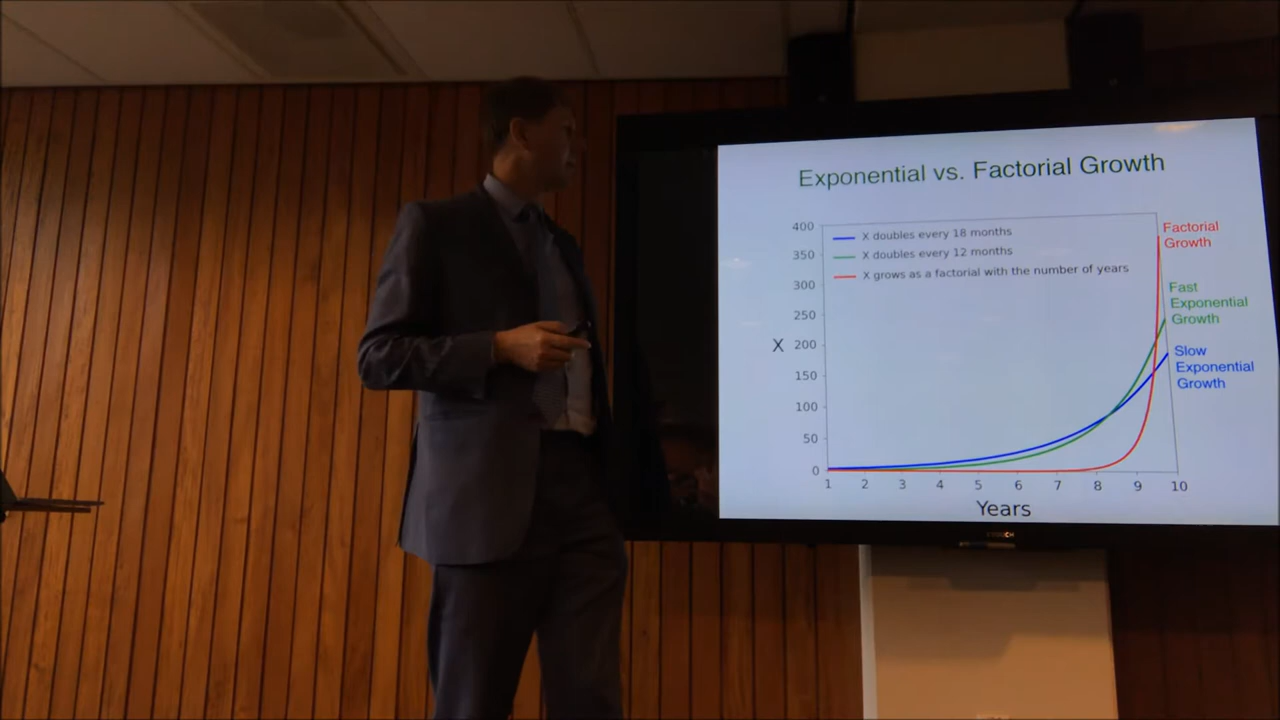 Exponential vs. Factorial Growth
400
350
300
250
200
150
100
50
0
X
X doubles every 18 months
X doubles every 12 months
X grows as a factorial with the number of years
Factorial
Growth
Fast
Exponential
Growth
Slow
Exponential
Growth
1 2 3 4 5 6 7 8 9 10
Years